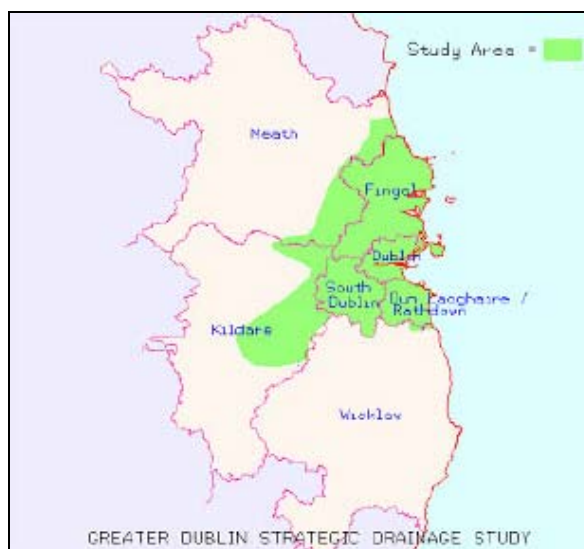 Study Area =
Meath
Fingal
Dublin
South
Dublin
Dun Laoghaire /
Rathdown
Kildare
Wicklow
GREATER DUBLIN STRATEGIC DRAINAGE STUDY